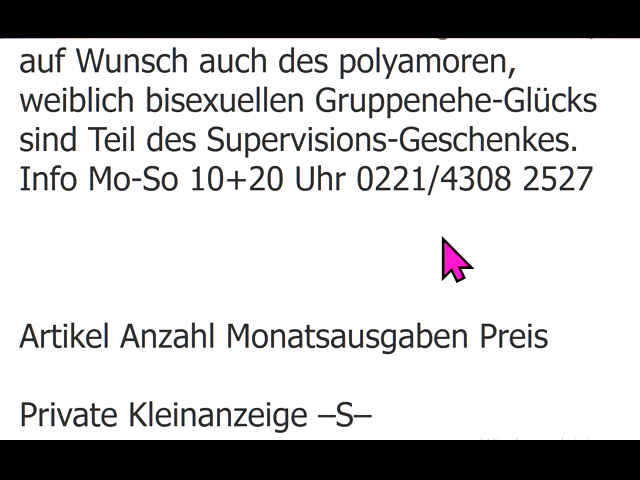 auf Wunsch auch des polyamoren,
weiblich bisexuellen Gruppenehe-Glücks
sind Teil des Supervisions-Geschenkes.
Info Mo-So 10+20 Uhr 0221/4308 2527
Artikel Anzahl Monatsausgaben Preis
Private Kleinanzeige –S–